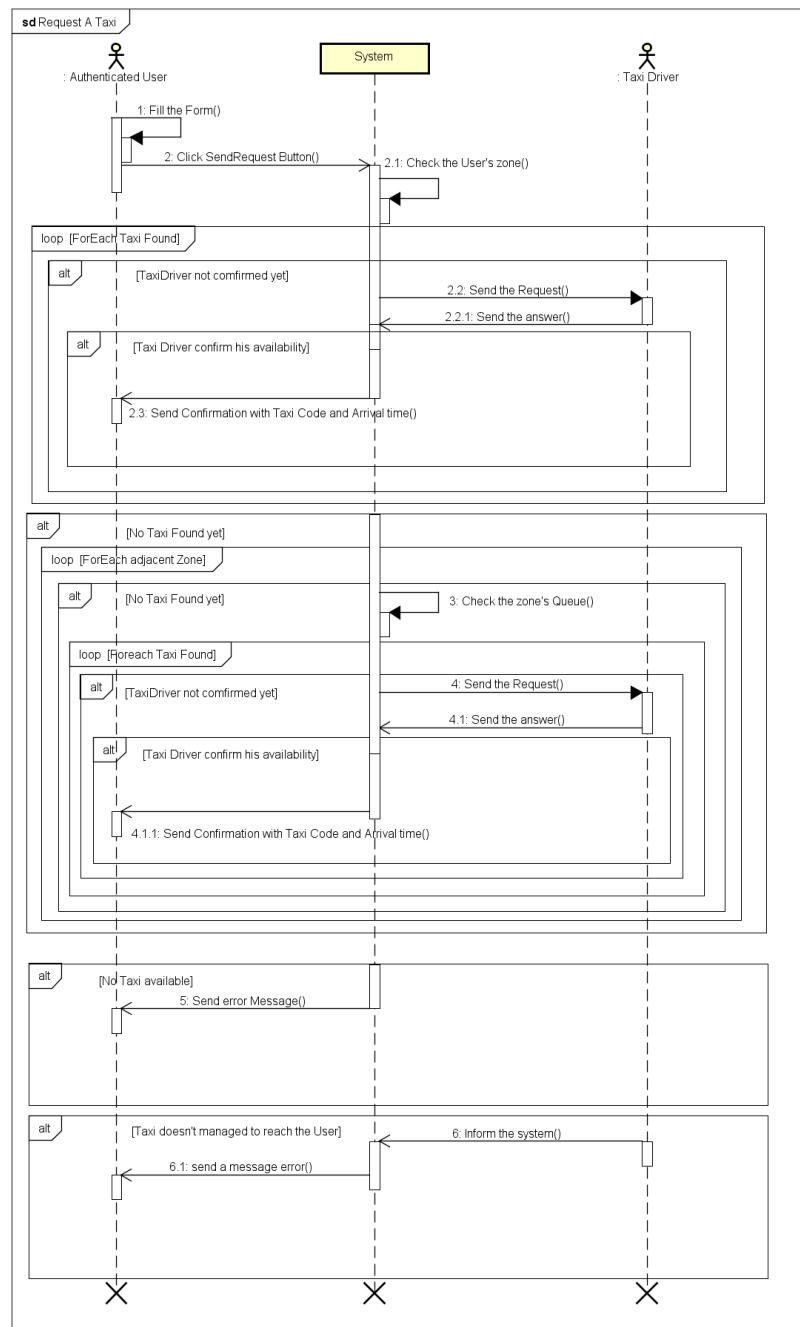 sd Request A Taxi
: Authenticated User
System
: Taxi Driver
1: Fill the Form()
2: Click SendRequest Button()
2.1: Check the User's zone()
loop [ForEach Taxi Found]
alt [TaxiDriver not comfirmed yet]
2.2: Send the Request()
2.2.1: Send the answer()
alt [Taxi Driver confirm his availability]
2.3: Send Confirmation with Taxi Code and Arrival time()
alt [No Taxi Found yet]
loop [ForEach adjacent Zone]
alt [No Taxi Found yet]
3: Check the zone's Queue()
loop [Foreach Taxi Found]
alt [TaxiDriver not comfirmed yet]
4: Send the Request()
4.1: Send the answer()
alt [Taxi Driver confirm his availability]
4.1.1: Send Confirmation with Taxi Code and Arrival time()
alt [No Taxi available]
5: Send error Message()
alt [Taxi doesn't managed to reach the User]
6: Inform the system()
6.1: send a message error()